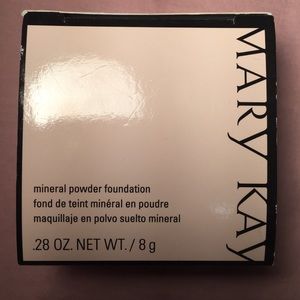 MARY KAY
mineral powder foundation
fond de teint minéral en poudre
maquillaje en polvo suelto mineral
.28 OZ. NET WT. / 8 g